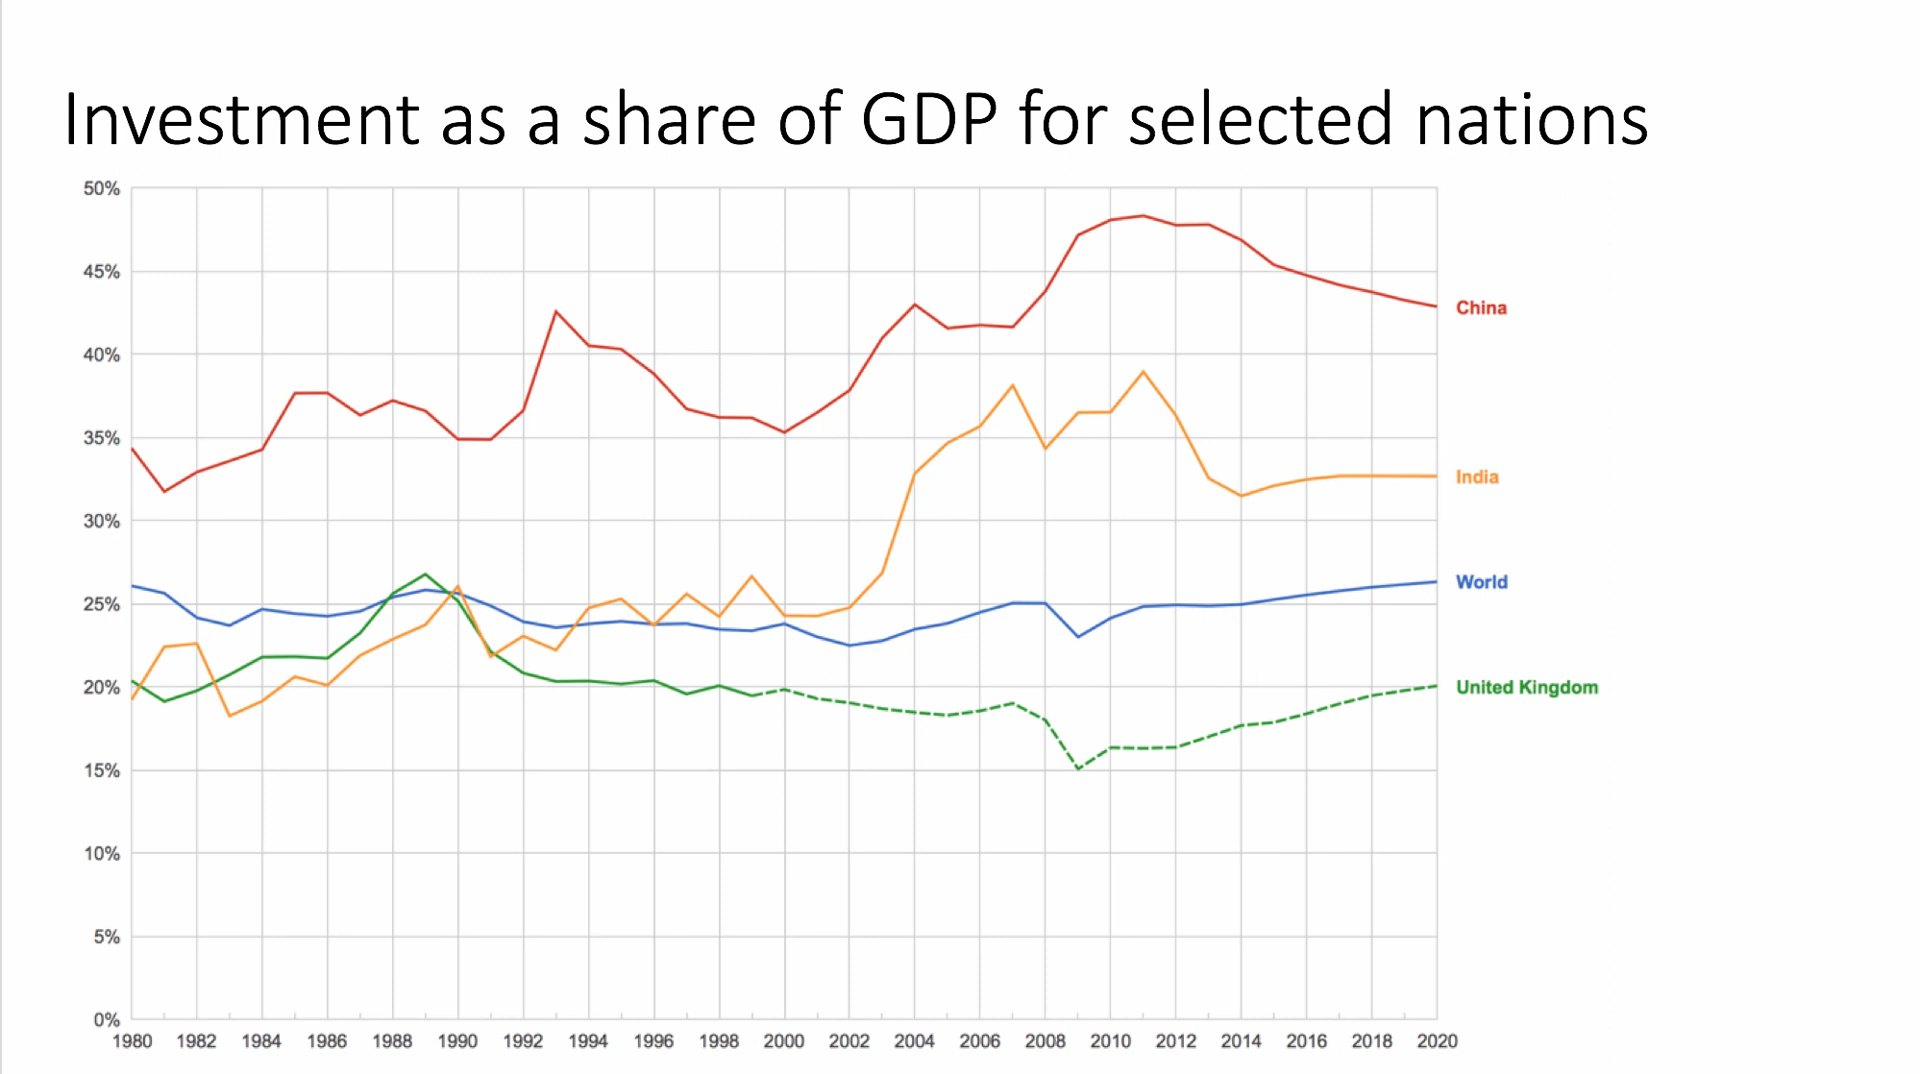 Investment as a share of GDP for selected nations
50%
45%
40%
35%
30%
25%
20%
15%
10%
5%
0%
China
India
World
United Kingdom
1980 1982 1984 1986 1988 1990 1992 1994 1996 1998 2000 2002 2004 2006 2008 2010 2012 2014 2016 2018 2020